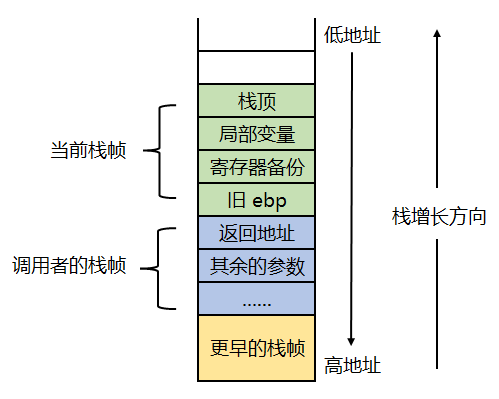 低地址
栈顶
局部变量
当前栈帧
寄存器备份
旧 ebp
栈增长方向
返回地址
调用者的栈帧
其余的参数
......
更早的栈帧
高地址